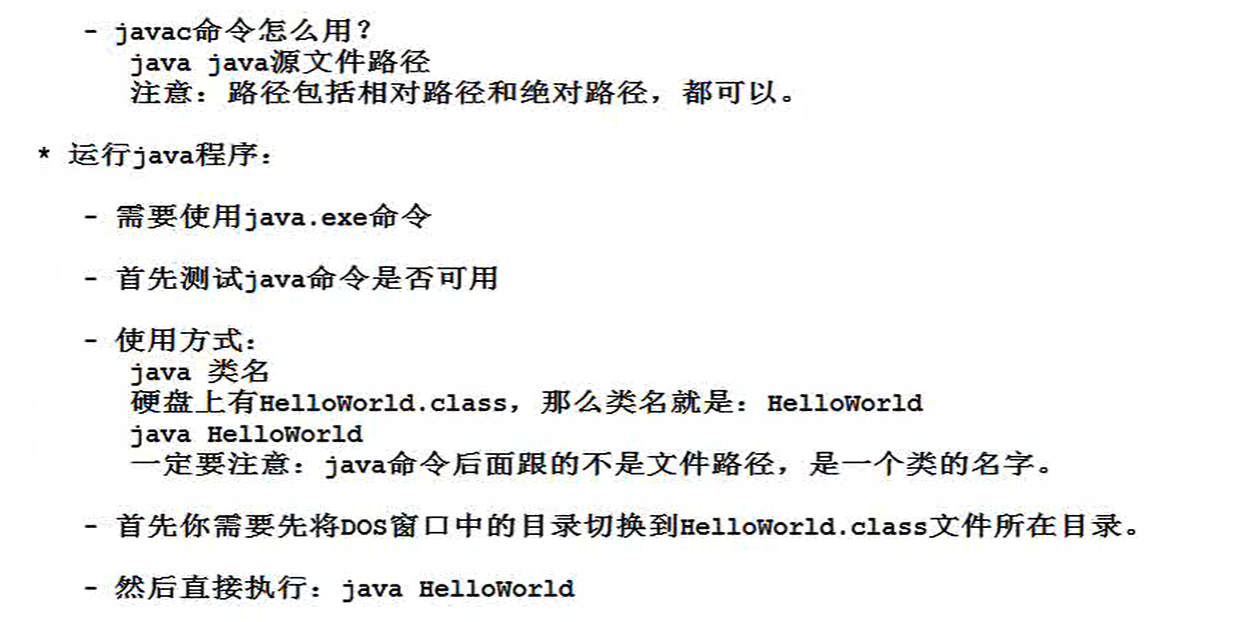 - javac命令怎么用?
java java源文件路径
注意：路径包括相对路径和绝对路径，都可以。
* 运行java程序：
- 需要使用java.exe命令
- 首先测试java命令是否可用
- 使用方式：
java 类名
硬盘上有HelloWorld.class，那么类名就是：HelloWorld
java HelloWorld
一定要注意：java命令后面跟的不是文件路径，是一个类的名字。
- 首先你需要先将DOS窗口中的目录切换到HelloWorld.class文件所在目录。
- 然后直接执行：java HelloWorld